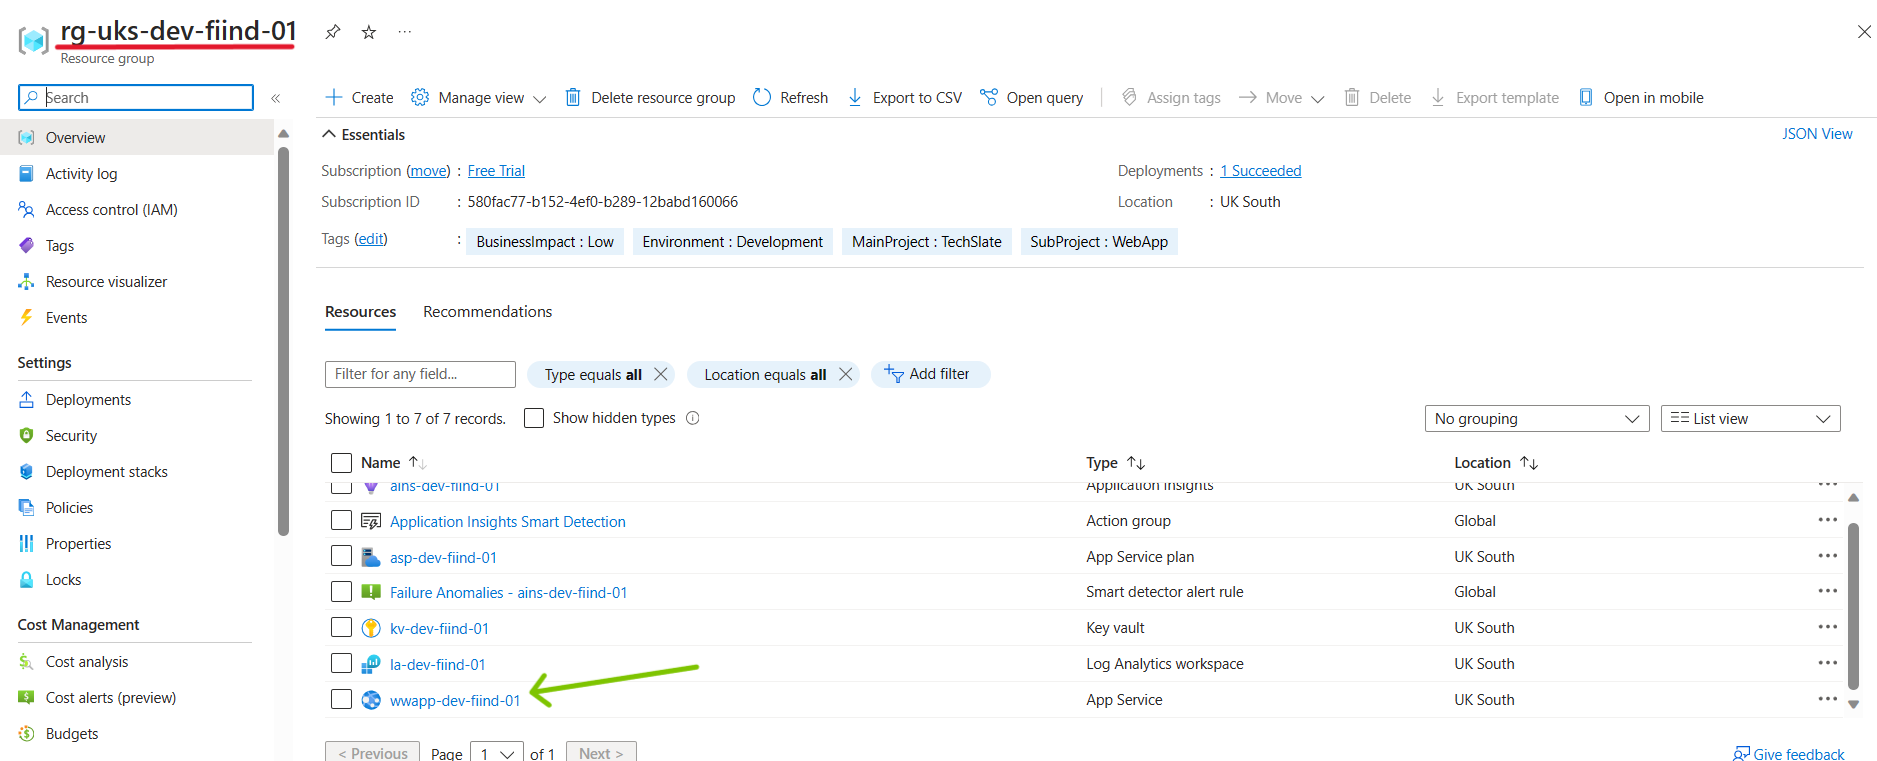 rg-uks-dev-fiind-01
Resource group
Search
Overview
Activity log
Access control (IAM)
Tags
Resource visualizer
Events
Settings
Deployments
Security
Deployment stacks
Policies
Properties
Locks
Cost Management
Cost analysis
Cost alerts (preview)
Budgets
Create Manage view Delete resource group Refresh Export to CSV Open query Assign tags Move Delete Export template Open in mobile
Essentials JSON View
Subscription (move) : Free Trial Deployments : 1 Succeeded
Subscription ID : 580fac77-b152-4ef0-b289-12babd160066 Location : UK South
Tags (edit) : BusinessImpact : Low Environment : Development MainProject : TechSlate SubProject : WebApp
Resources Recommendations
Filter for any field... Type equals all Location equals all Add filter
Showing 1 to 7 of 7 records. Show hidden types No grouping List view
Name Type Location
ains-dev-fiind-01 Application Insights UK South
Application Insights Smart Detection Action group Global
asp-dev-fiind-01 App Service plan UK South
Failure Anomalies - ains-dev-fiind-01 Smart detector alert rule Global
kv-dev-fiind-01 Key vault UK South
la-dev-fiind-01 Log Analytics workspace UK South
wwapp-dev-fiind-01 App Service UK South
< Previous Page 1 of 1 Next > Give feedback